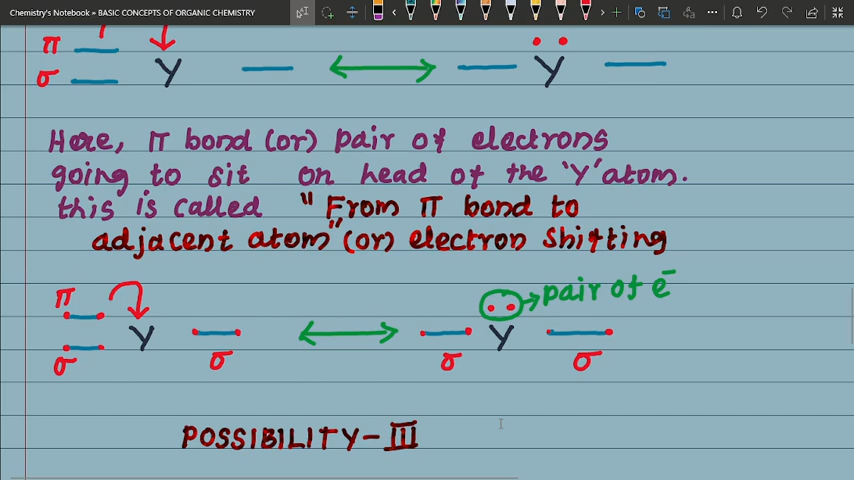 Chemistry's Notebook » BASIC CONCEPTS OF ORGANIC CHEMISTRY
π
σ Y Y
Here, π bond (or) pair of electrons
going to sit on head of the 'Y' atom.
this is called "From π bond to
adjacent atom" (or) electron shifting
π → pair of e⁻
Y Y
σ σ σ σ
POSSIBILITY-III